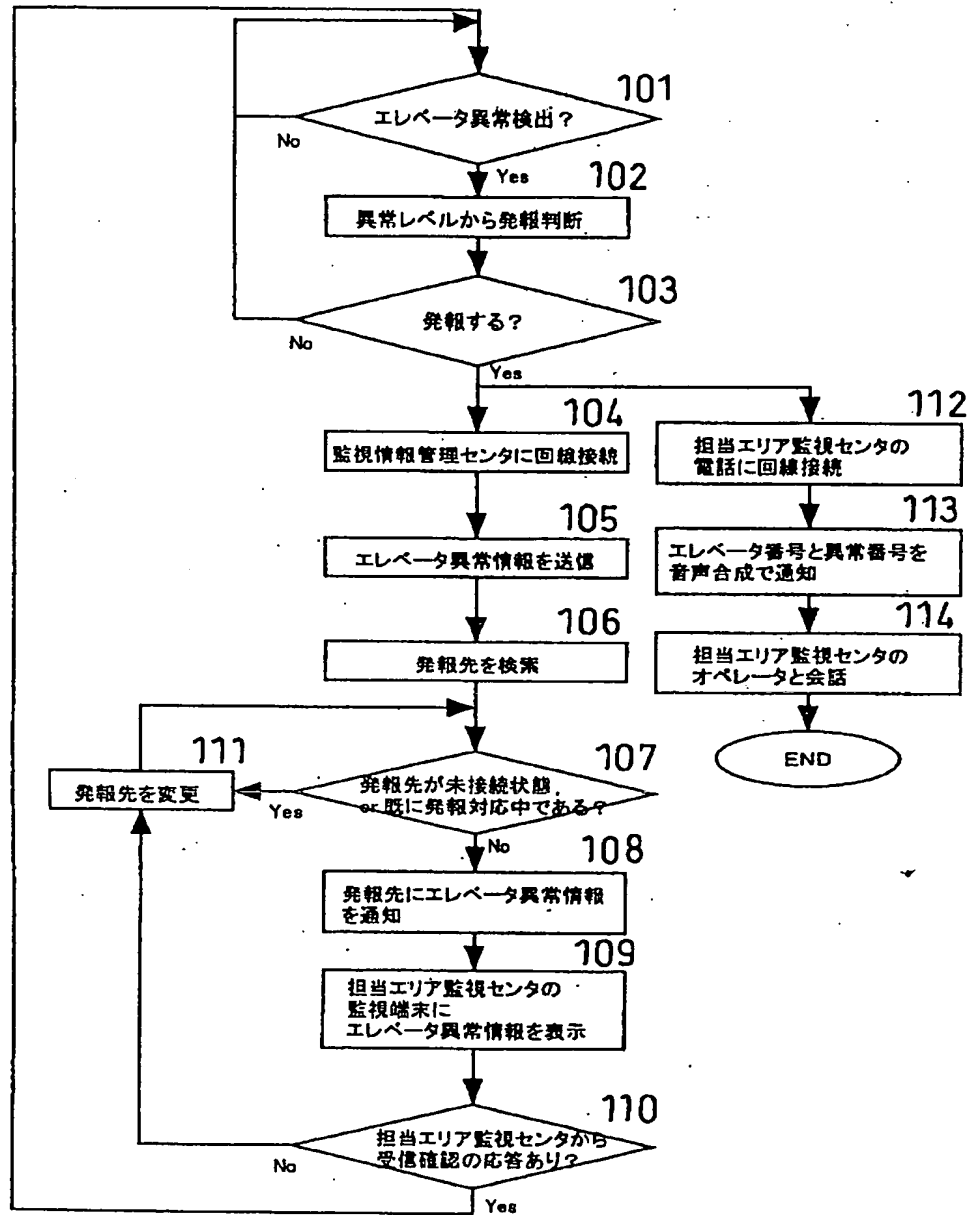 101
エレベータ異常検出?
No
Yes
102
異常レベルから発報判断
103
発報する?
No
Yes
104
監視情報管理センタに回線接続
105
エレベータ異常情報を送信
106
発報先を検索
107
発報先が未接続状態,
or 既に発報対応中である?
Yes
No
111
発報先を変更
108
発報先にエレベータ異常情報
を通知
109
担当エリア監視センタの
監視端末に
エレベータ異常情報を表示
110
担当エリア監視センタから
受信確認の応答あり?
No
Yes
112
担当エリア監視センタの
電話に回線接続
113
エレベータ番号と異常番号を
音声合成で通知
114
担当エリア監視センタの
オペレータと会話
END